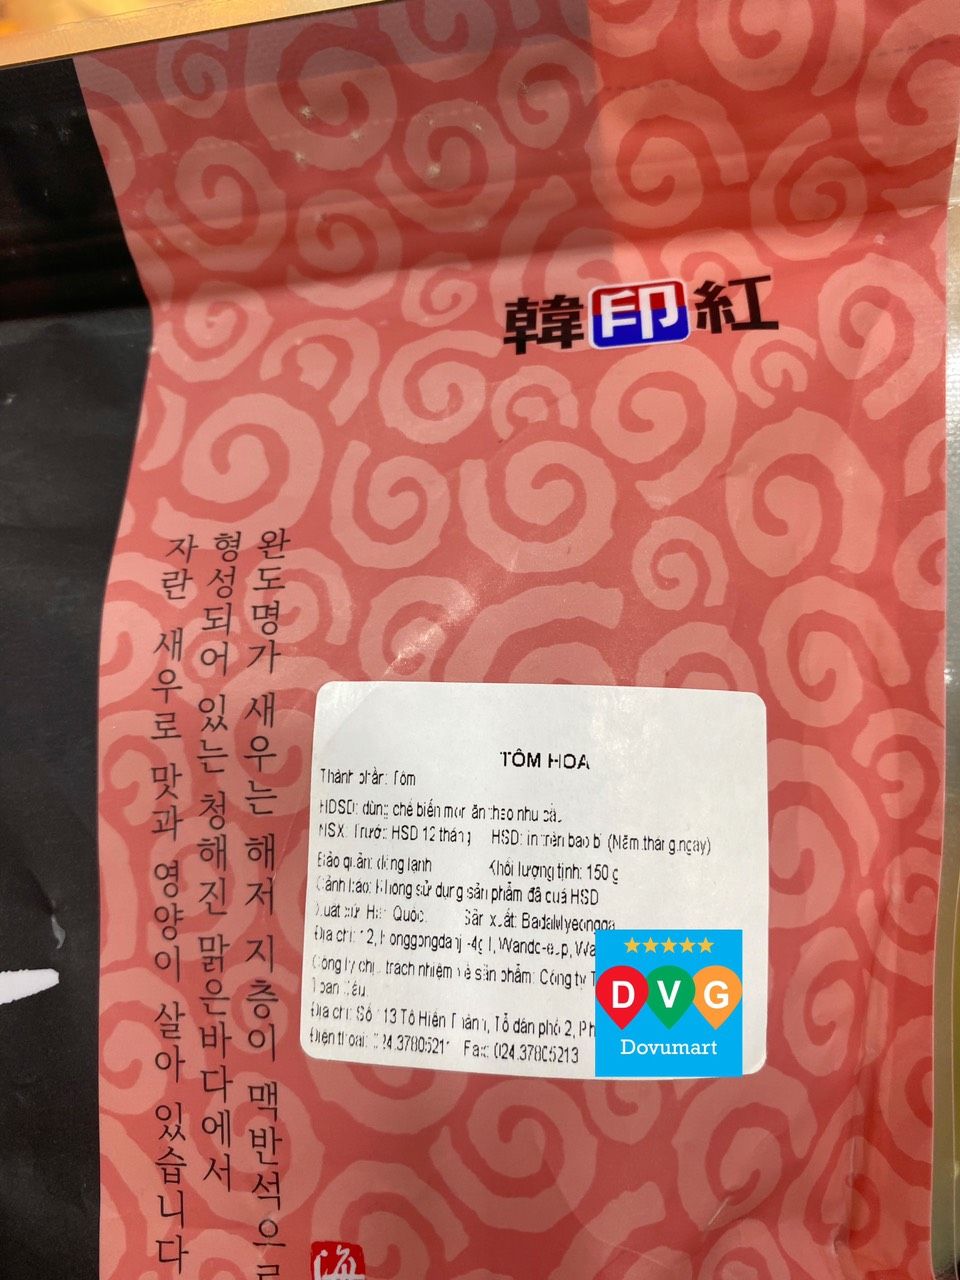 韓印紅
완도명가 새우는 해저 지층이 맥반석으로
형성되어 있는 청해진 맑은바다에서
자란 새우로 맛과 영양이 살아 있습니다
海
TÔM HOA
Thành phần: Tôm
HDSD: dùng chế biến món ăn theo nhu cầu
NSX: Trước HSD 12 tháng HSD: in trên bao bì (Năm.tháng.ngày)
Bảo quản: đông lạnh Khối lượng tịnh: 150 g
Cảnh báo: Không sử dụng sản phẩm đã quá HSD
Xuất xứ: Hàn Quốc Sản xuất: BadaMyeongga
Địa chỉ:
Công ty chịu trách nhiệm về sản phẩm: Công ty
Toàn Cầu
Địa chỉ: Số 13 Tô Hiến Thành, Tổ dân phố 2,
Điện thoại: Fax: 024.37805213
DVG
Dovumart